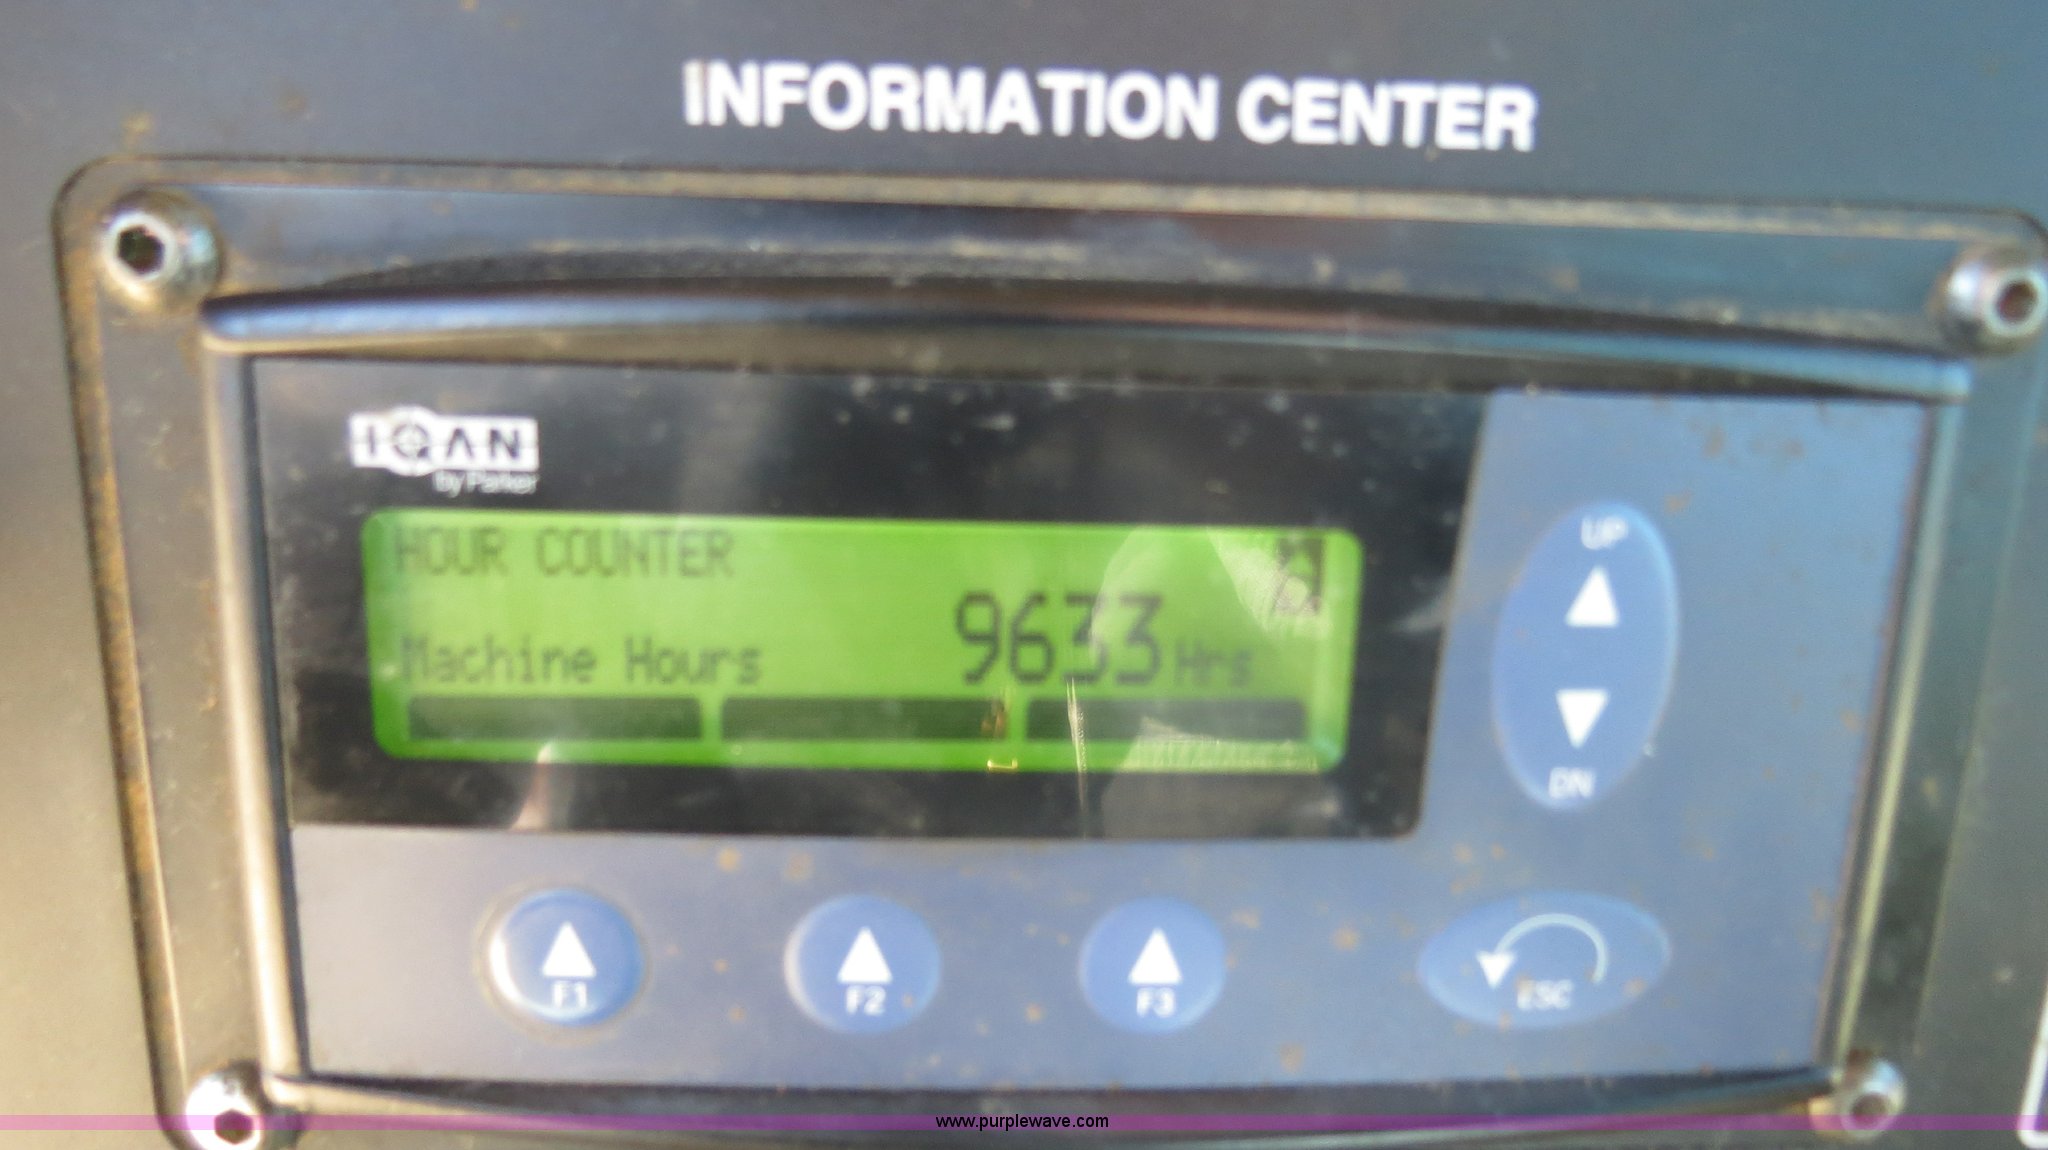 INFORMATION CENTER
IQAN
by Parker
HOUR COUNTER
Machine Hours 9633 Hrs
UP
DN
F1 F2 F3 ESC
www.purplewave.com